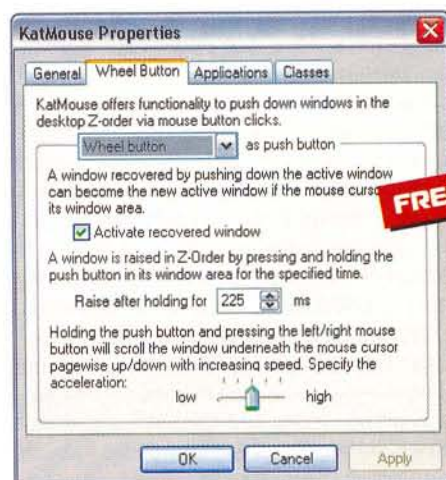 KatMouse Properties
General Wheel Button Applications Classes
KatMouse offers functionality to push down windows in the
desktop Z-order via mouse button clicks.
Wheel button as push button
A window recovered by pushing down the active window
can become the new active window if the mouse
its window area.
FRE
Activate recovered window
A window is raised in Z-Order by pressing and holding the
push button in its window area for the specified time.
Raise after holding for 225 ms
Holding the push button and pressing the left/right mouse
button will scroll the window underneath the mouse cursor
pagewise up/down with increasing speed. Specify the
acceleration:
low high
OK Cancel Apply